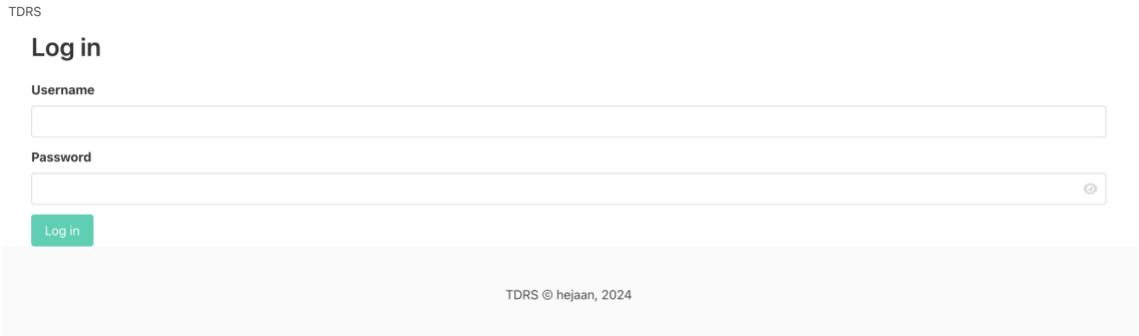 TDRS
Log in
Username
Password
Log in
TDRS © hejaan, 2024